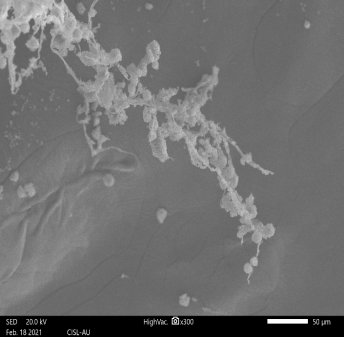 SED 20.0 kV HighVac. x300 50 µm
Feb. 18 2021 CISL-AU